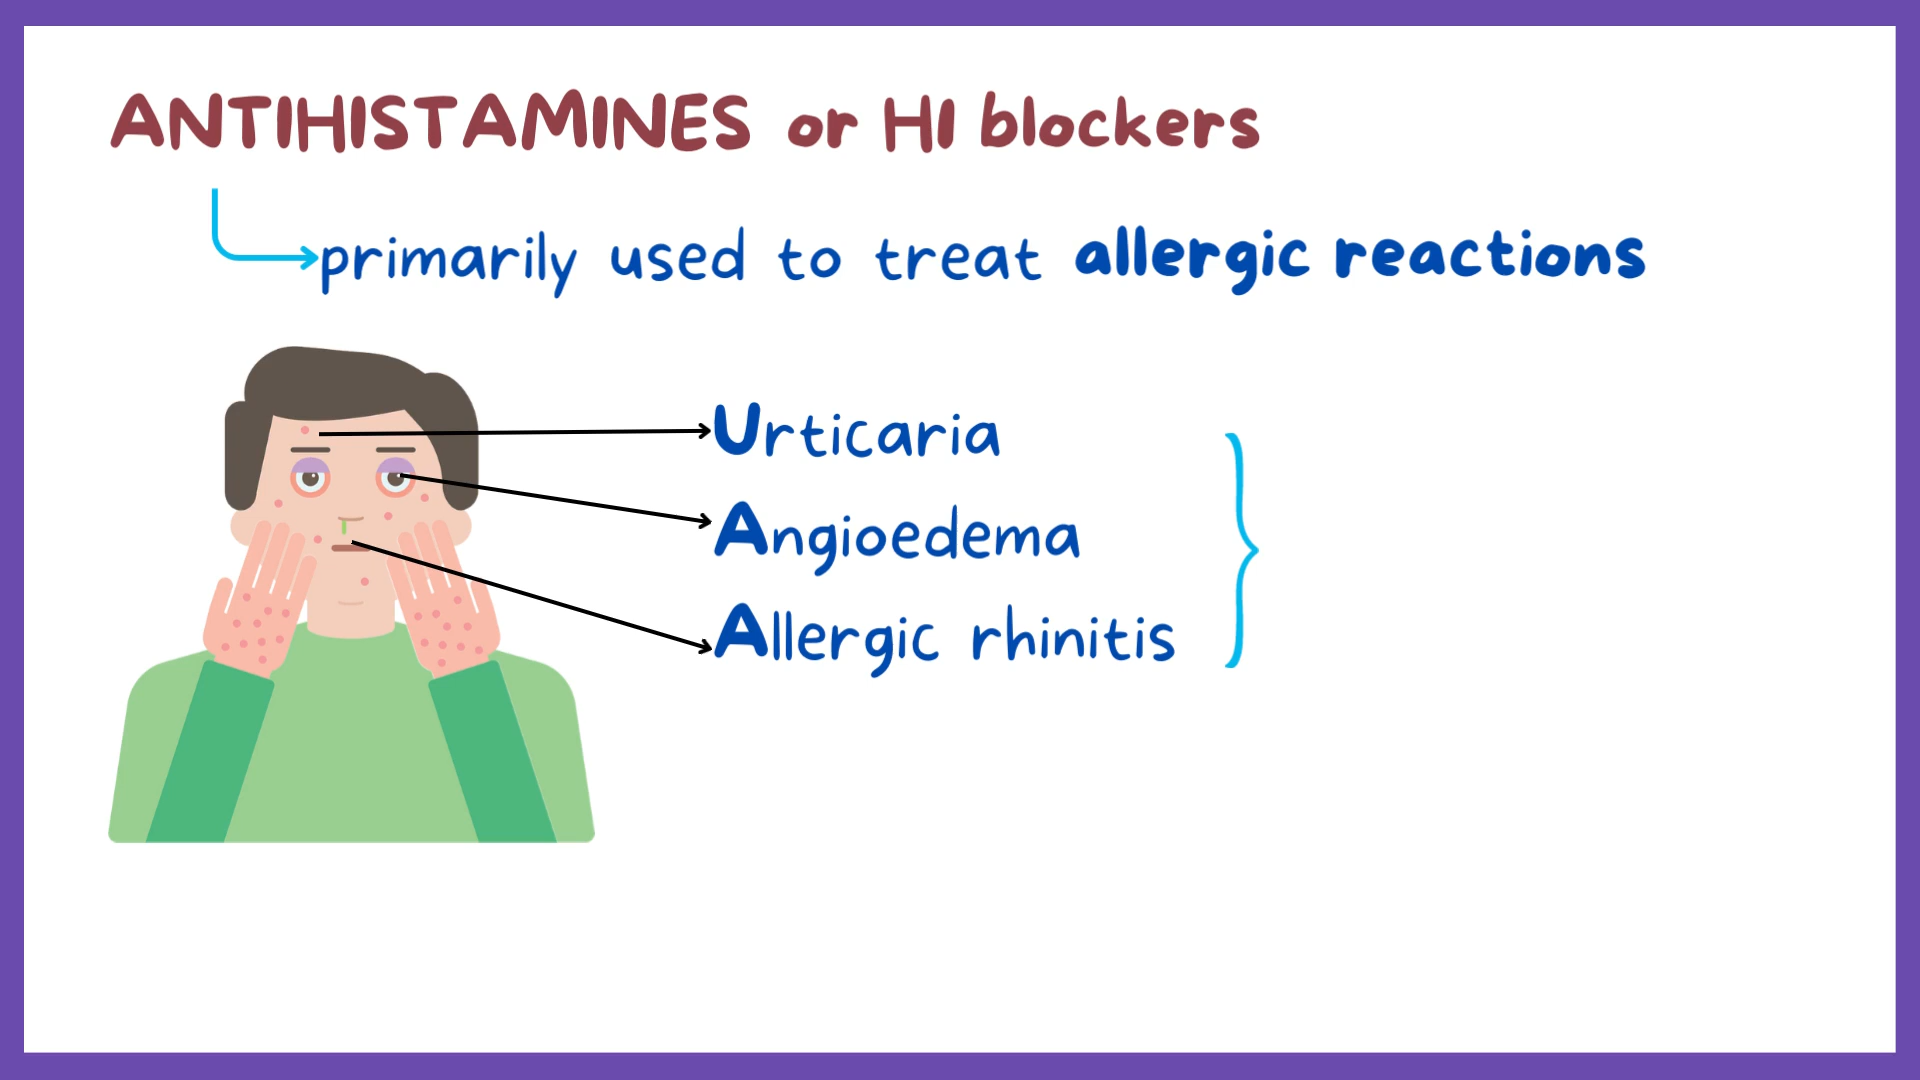 ANTIHISTAMINES or H1 blockers
primarily used to treat allergic reactions
Urticaria
Angioedema
Allergic rhinitis